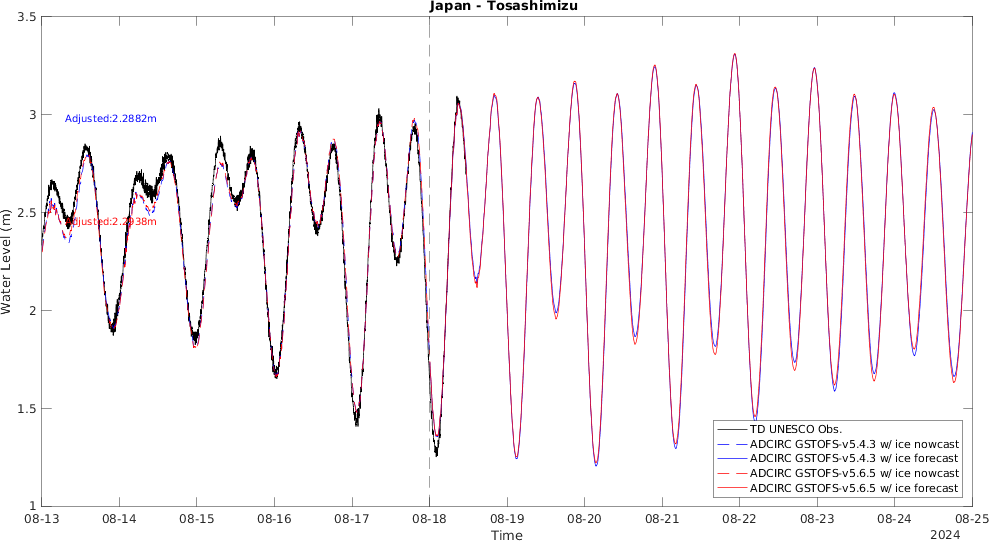 Japan - Tosashimizu
3.5
3
2.5
2
1.5
1
Water Level (m)
Adjusted:2.2882m
Adjusted:2.2938m
TD UNESCO Obs.
ADCIRC GSTOFS-v5.4.3 w/ ice nowcast
ADCIRC GSTOFS-v5.4.3 w/ ice forecast
ADCIRC GSTOFS-v5.6.5 w/ ice nowcast
ADCIRC GSTOFS-v5.6.5 w/ ice forecast
08-13 08-14 08-15 08-16 08-17 08-18 08-19 08-20 08-21 08-22 08-23 08-24 08-25
Time
2024